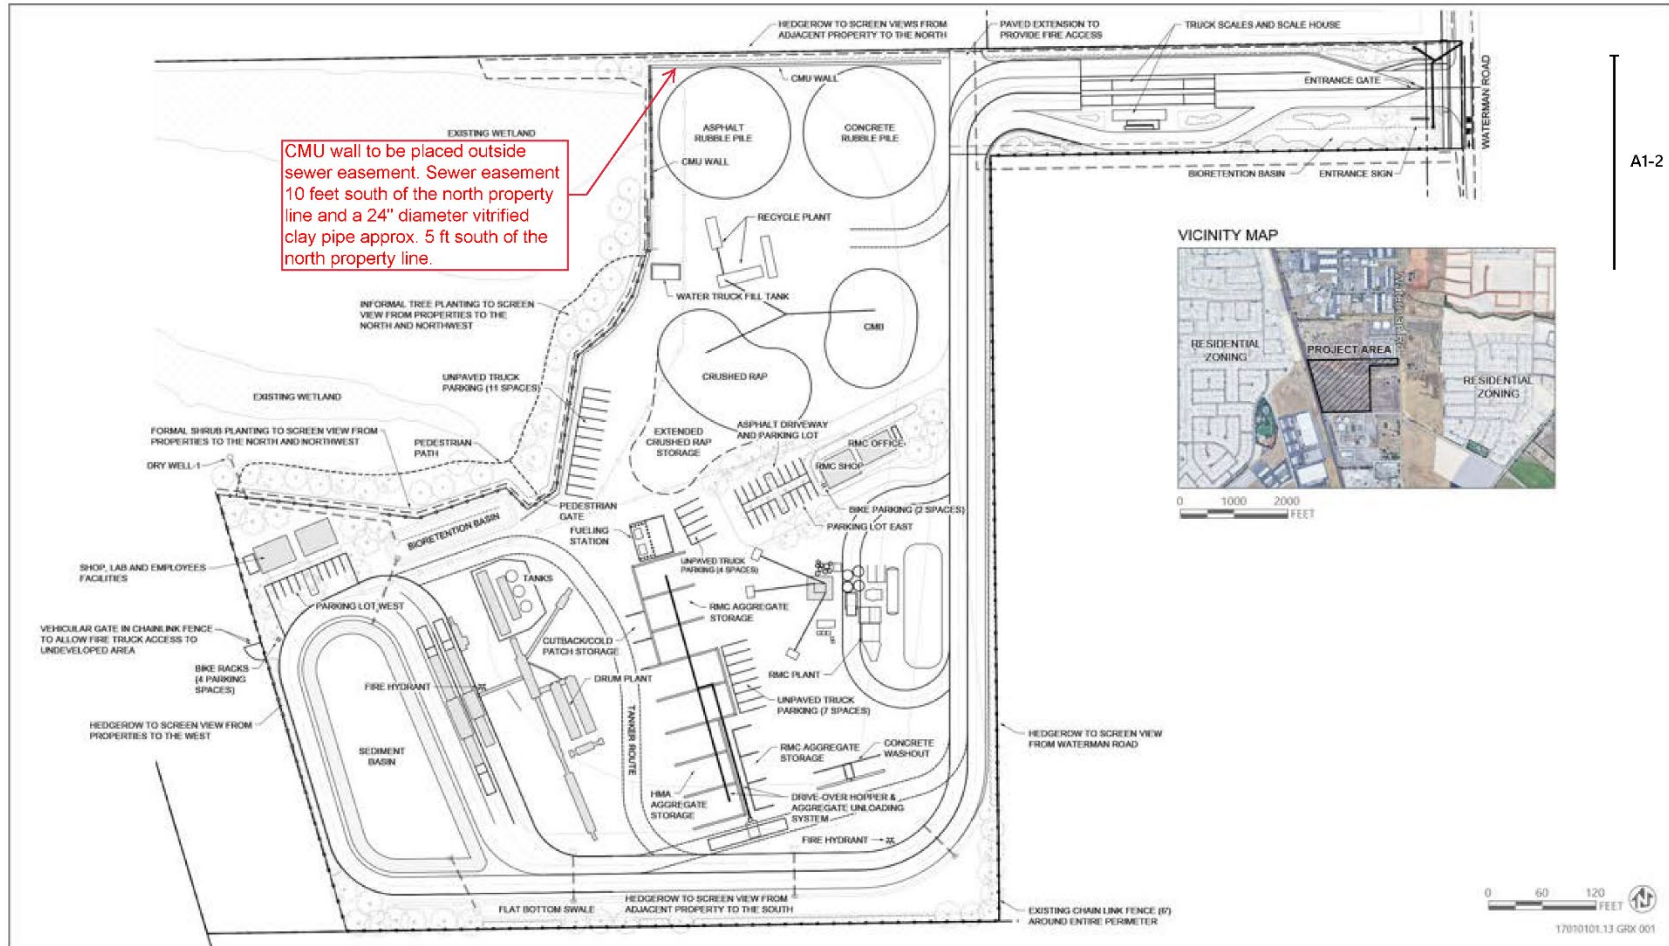 HEDGEROW TO SCREEN VIEWS FROM
ADJACENT PROPERTY TO THE NORTH
PAVED EXTENSION TO
PROVIDE FIRE ACCESS
TRUCK SCALES AND SCALE HOUSE
CMU WALL
ENTRANCE GATE
WATERMAN ROAD
EXISTING WETLAND
ASPHALT
RUBBLE PILE
CONCRETE
RUBBLE PILE
CMU wall to be placed outside
sewer easement. Sewer easement
10 feet south of the north property
line and a 24" diameter vitrified
clay pipe approx. 5 ft south of the
north property line.
CMU WALL
BIORETENTION BASIN
ENTRANCE SIGN
A1-2
RECYCLE PLANT
VICINITY MAP
WATER TRUCK FILL TANK
INFORMAL TREE PLANTING TO SCREEN
VIEW FROM PROPERTIES TO THE
NORTH AND NORTHWEST
CMB
RESIDENTIAL
ZONING
PROJECT AREA
RESIDENTIAL
ZONING
CRUSHED RAP
UNPAVED TRUCK
PARKING (11 SPACES)
EXISTING WETLAND
FORMAL SHRUB PLANTING TO SCREEN VIEW FROM
PROPERTIES TO THE NORTH AND NORTHWEST
PEDESTRIAN
PATH
EXTENDED
CRUSHED RAP
STORAGE
ASPHALT DRIVEWAY
AND PARKING LOT
RMC OFFICE
RMC SHOP
DRY WELL-1
0 1000 2000
FEET
PEDESTRIAN
GATE
BIORETENTION BASIN
FUELING
STATION
BIKE PARKING (2 SPACES)
PARKING LOT EAST
SHOP, LAB AND EMPLOYEES
FACILITIES
UNPAVED TRUCK
PARKING (4 SPACES)
TANKS
PARKING LOT WEST
RMC AGGREGATE
STORAGE
VEHICULAR GATE IN CHAINLINK FENCE
TO ALLOW FIRE TRUCK ACCESS TO
UNDEVELOPED AREA
CUTBACK/COLD
PATCH STORAGE
BIKE RACKS
(4 PARKING
SPACES)
FIRE HYDRANT
DRUM PLANT
RMC PLANT
UNPAVED TRUCK
PARKING (7 SPACES)
TANKER ROUTE
HEDGEROW TO SCREEN VIEW FROM
PROPERTIES TO THE WEST
SEDIMENT
BASIN
HEDGEROW TO SCREEN VIEW
FROM WATERMAN ROAD
RMC AGGREGATE
STORAGE
CONCRETE
WASHOUT
HMA
AGGREGATE
STORAGE
DRIVE-OVER HOPPER &
AGGREGATE UNLOADING
SYSTEM
FIRE HYDRANT
FLAT BOTTOM SWALE
HEDGEROW TO SCREEN VIEW FROM
ADJACENT PROPERTY TO THE SOUTH
EXISTING CHAIN LINK FENCE (6')
AROUND ENTIRE PERIMETER
0 60 120
FEET
17010101.13 GRX 001